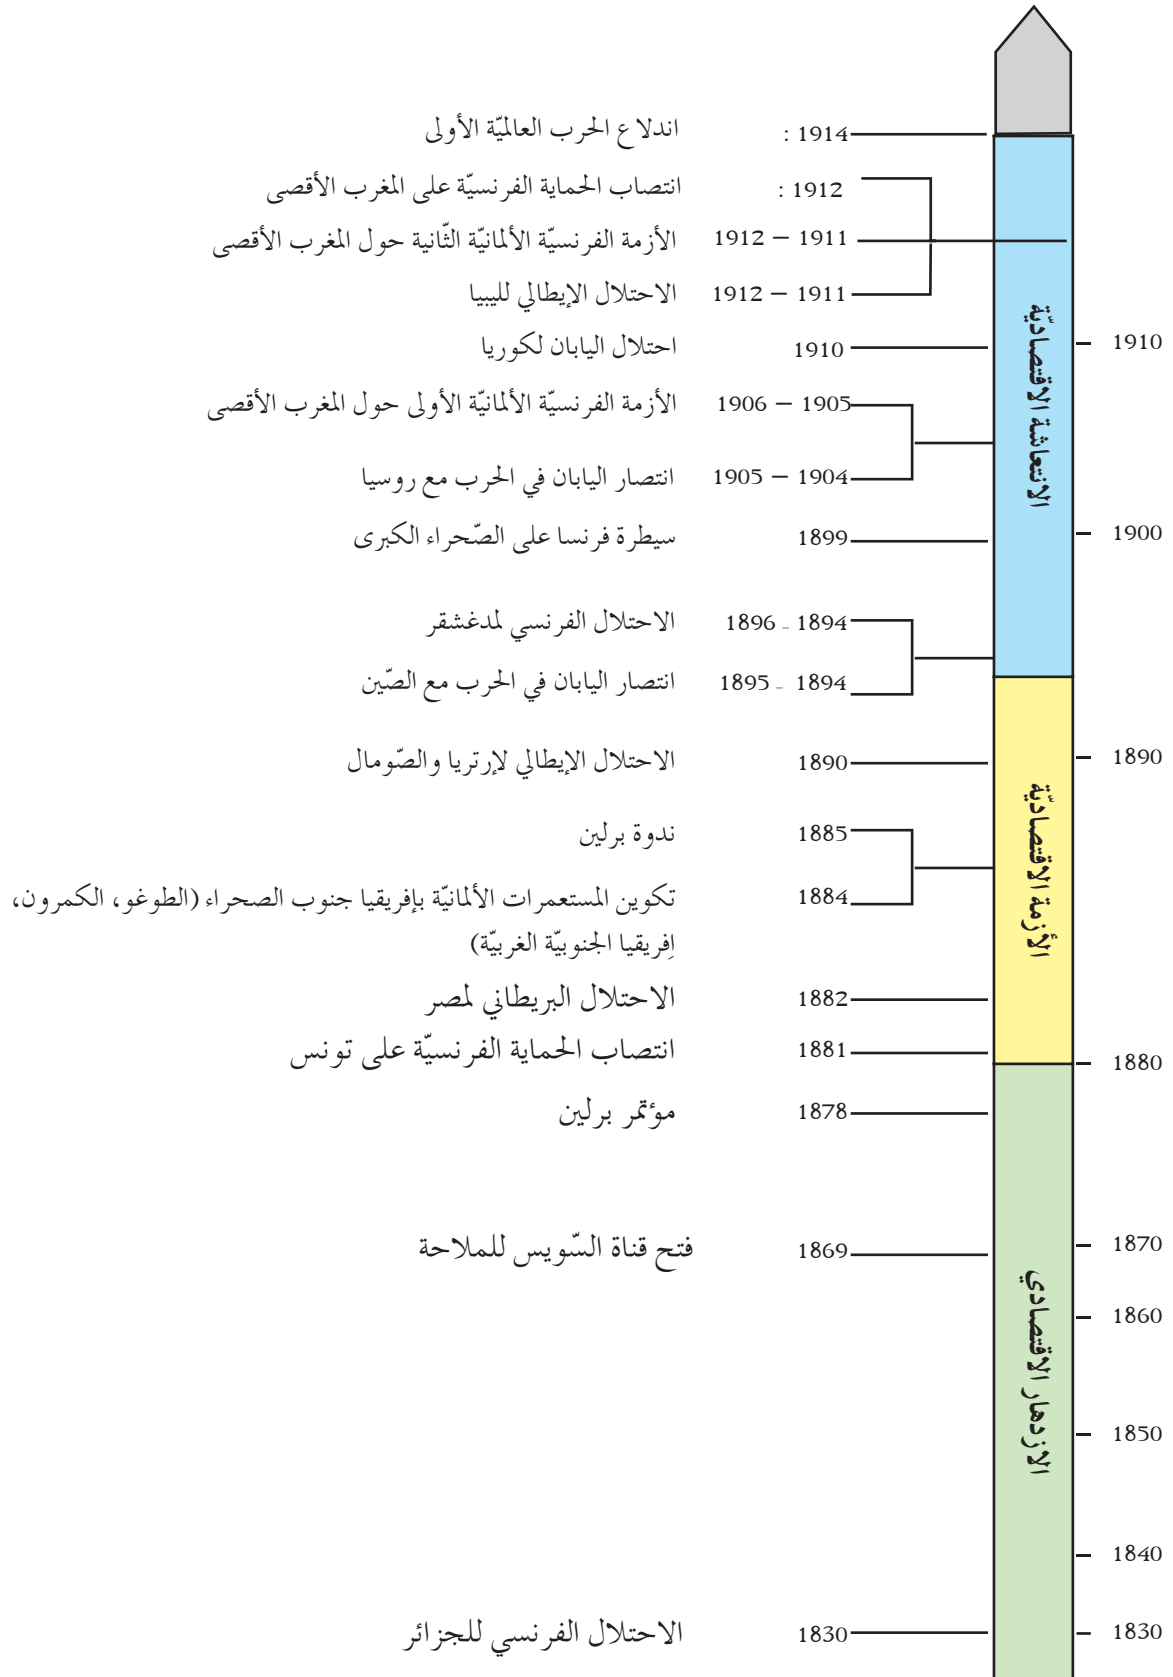 1914 : اندلاع الحرب العالميّة الأولى
1912 : انتصاب الحماية الفرنسيّة على المغرب الأقصى
1911 – 1912 الأزمة الفرنسيّة الألمانيّة الثّانية حول المغرب الأقصى
1911 – 1912 الاحتلال الإيطالي لليبيا
1910
1910 احتلال اليابان لكوريا
الانتعاشة الاقتصاديّة
1905 – 1906 الأزمة الفرنسيّة الألمانيّة الأولى حول المغرب الأقصى
1904 – 1905 انتصار اليابان في الحرب مع روسيا
1900
1899 سيطرة فرنسا على الصّحراء الكبرى
1894 - 1896 الاحتلال الفرنسي لمدغشقر
1894 - 1895 انتصار اليابان في الحرب مع الصّين
1890
1890 الاحتلال الإيطالي لإرتريا والصّومال
الأزمة الاقتصاديّة
1885 ندوة برلين
1884 تكوين المستعمرات الألمانيّة بإفريقيا جنوب الصحراء (الطوغو، الكمرون،
إفريقيا الجنوبيّة الغربيّة)
1882 الاحتلال البريطاني لمصر
1881 انتصاب الحماية الفرنسيّة على تونس
1880
1878 مؤتمر برلين
1870
1869 فتح قناة السّويس للملاحة
1860
الازدهار الاقتصادي
1850
1840
1830
1830 الاحتلال الفرنسي للجزائر